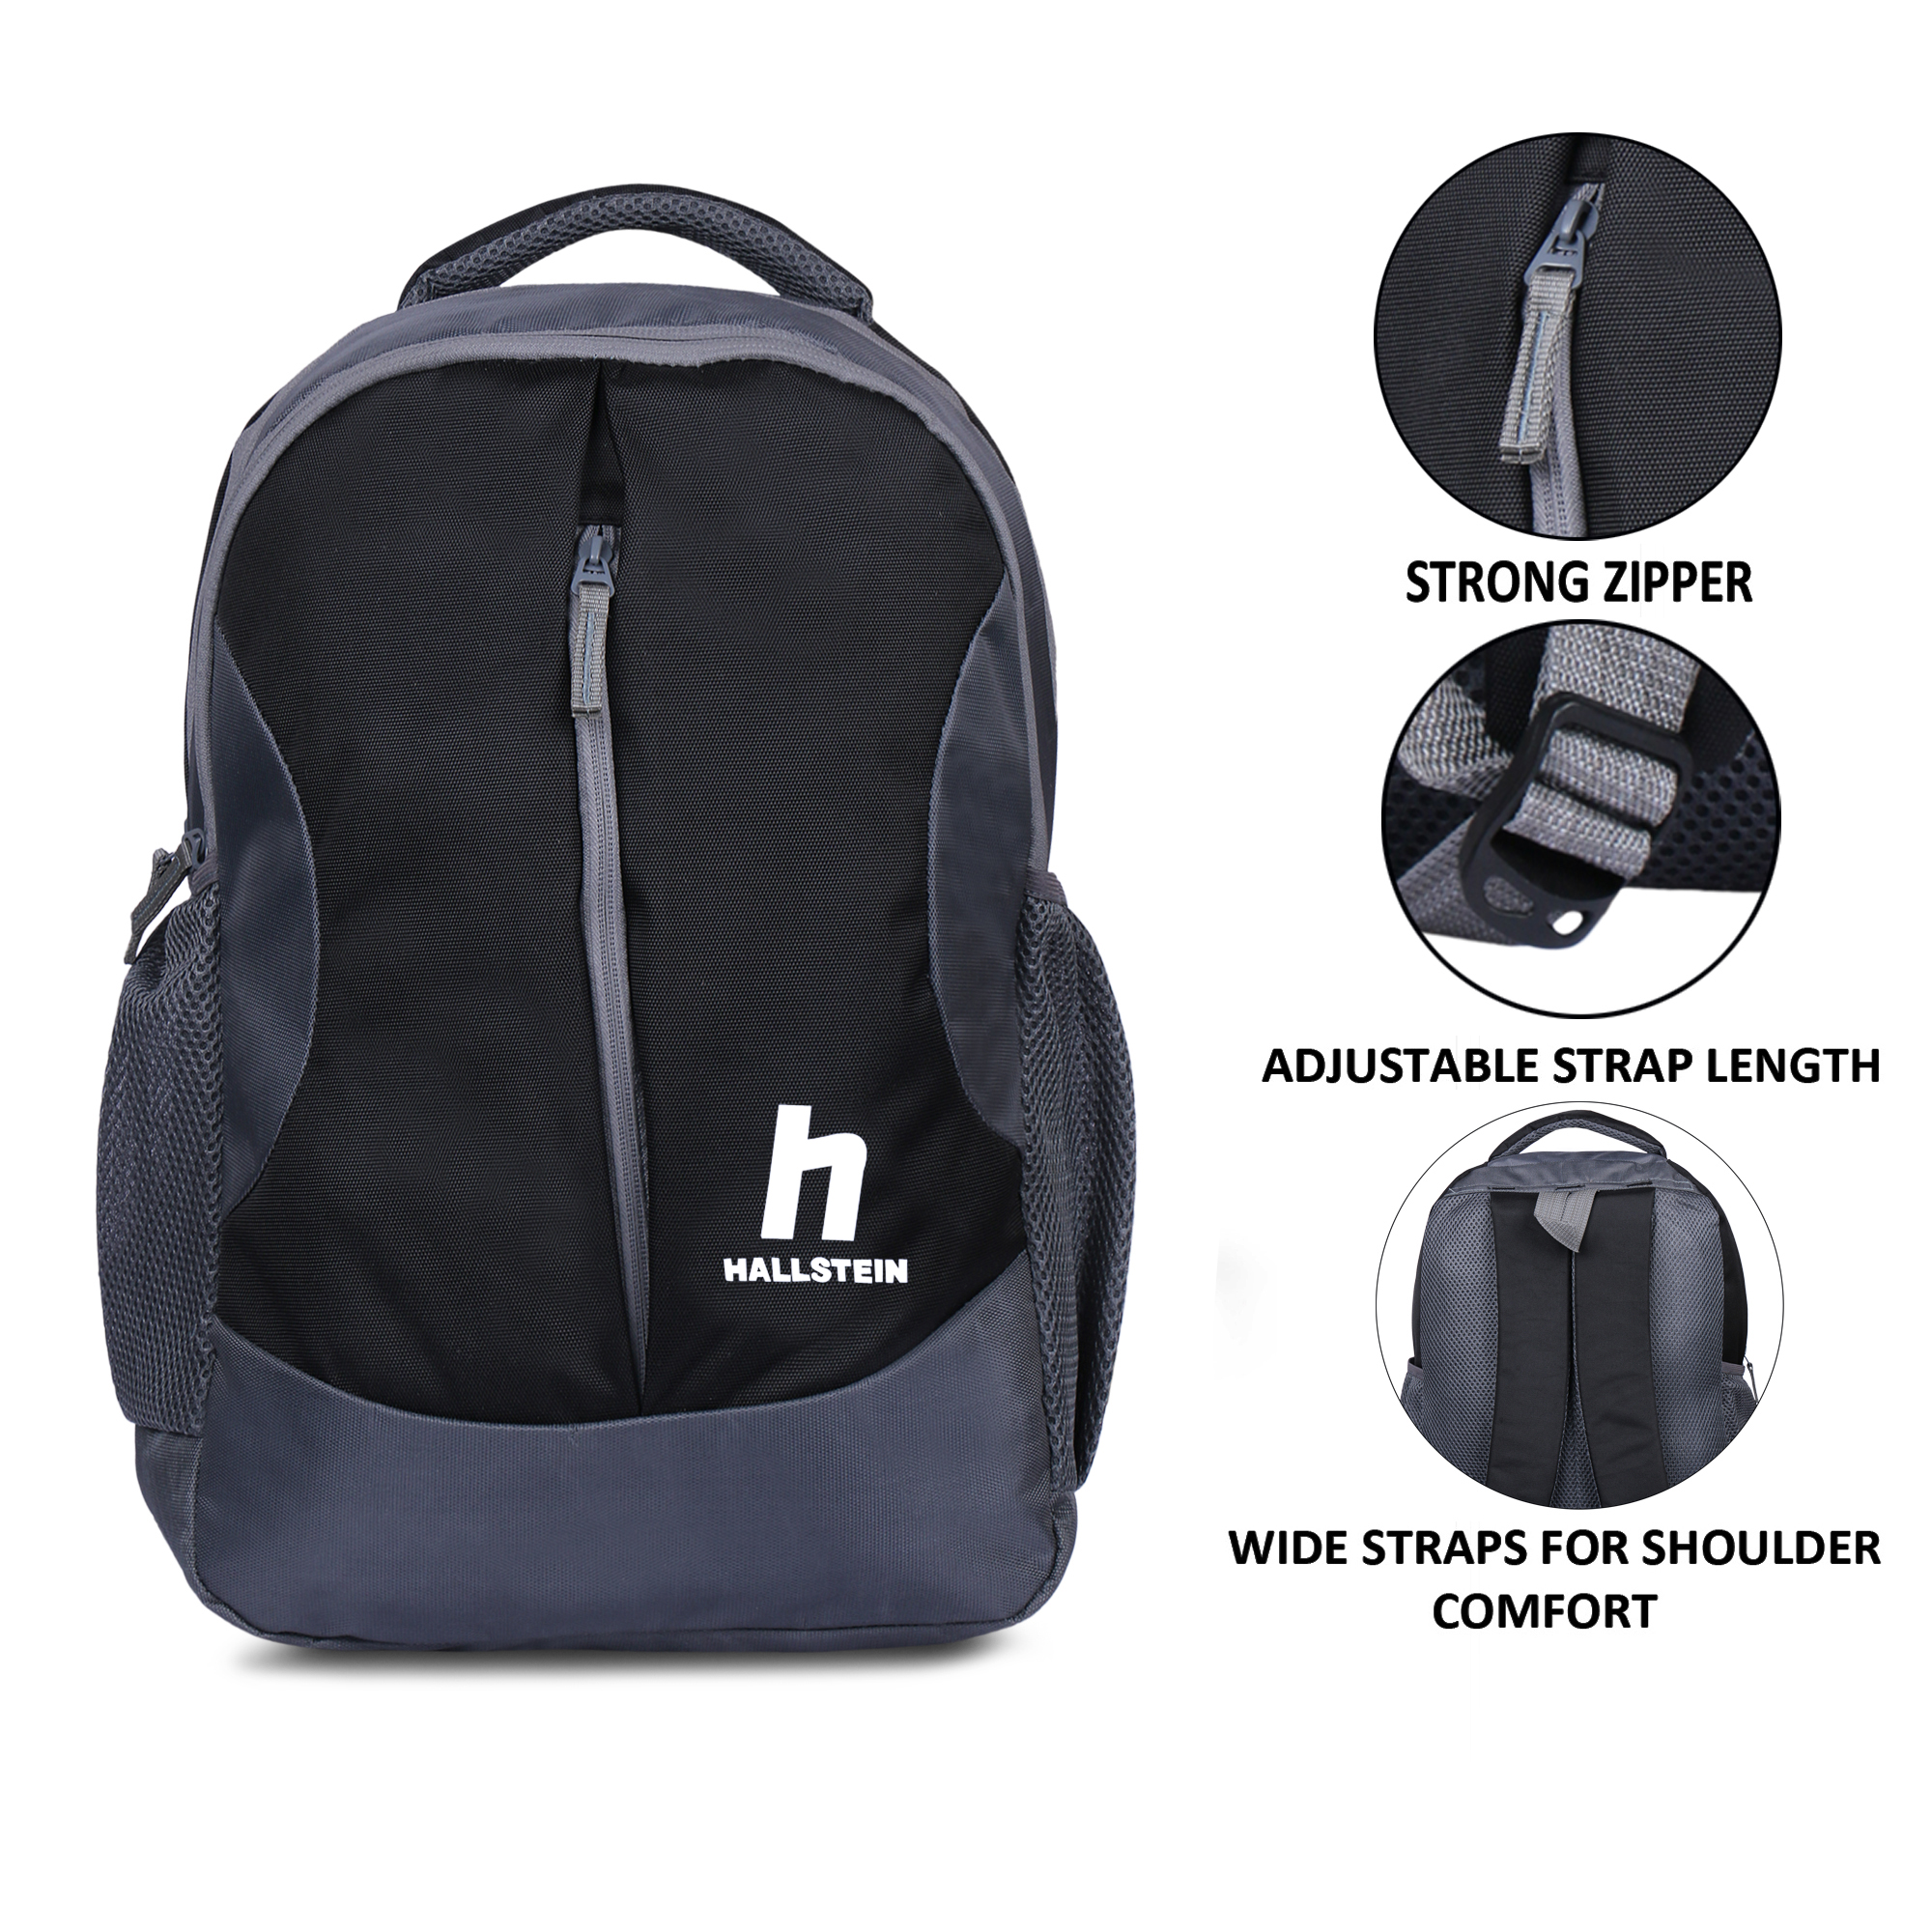 h
HALLSTEIN
STRONG ZIPPER
ADJUSTABLE STRAP LENGTH
WIDE STRAPS FOR SHOULDER
COMFORT